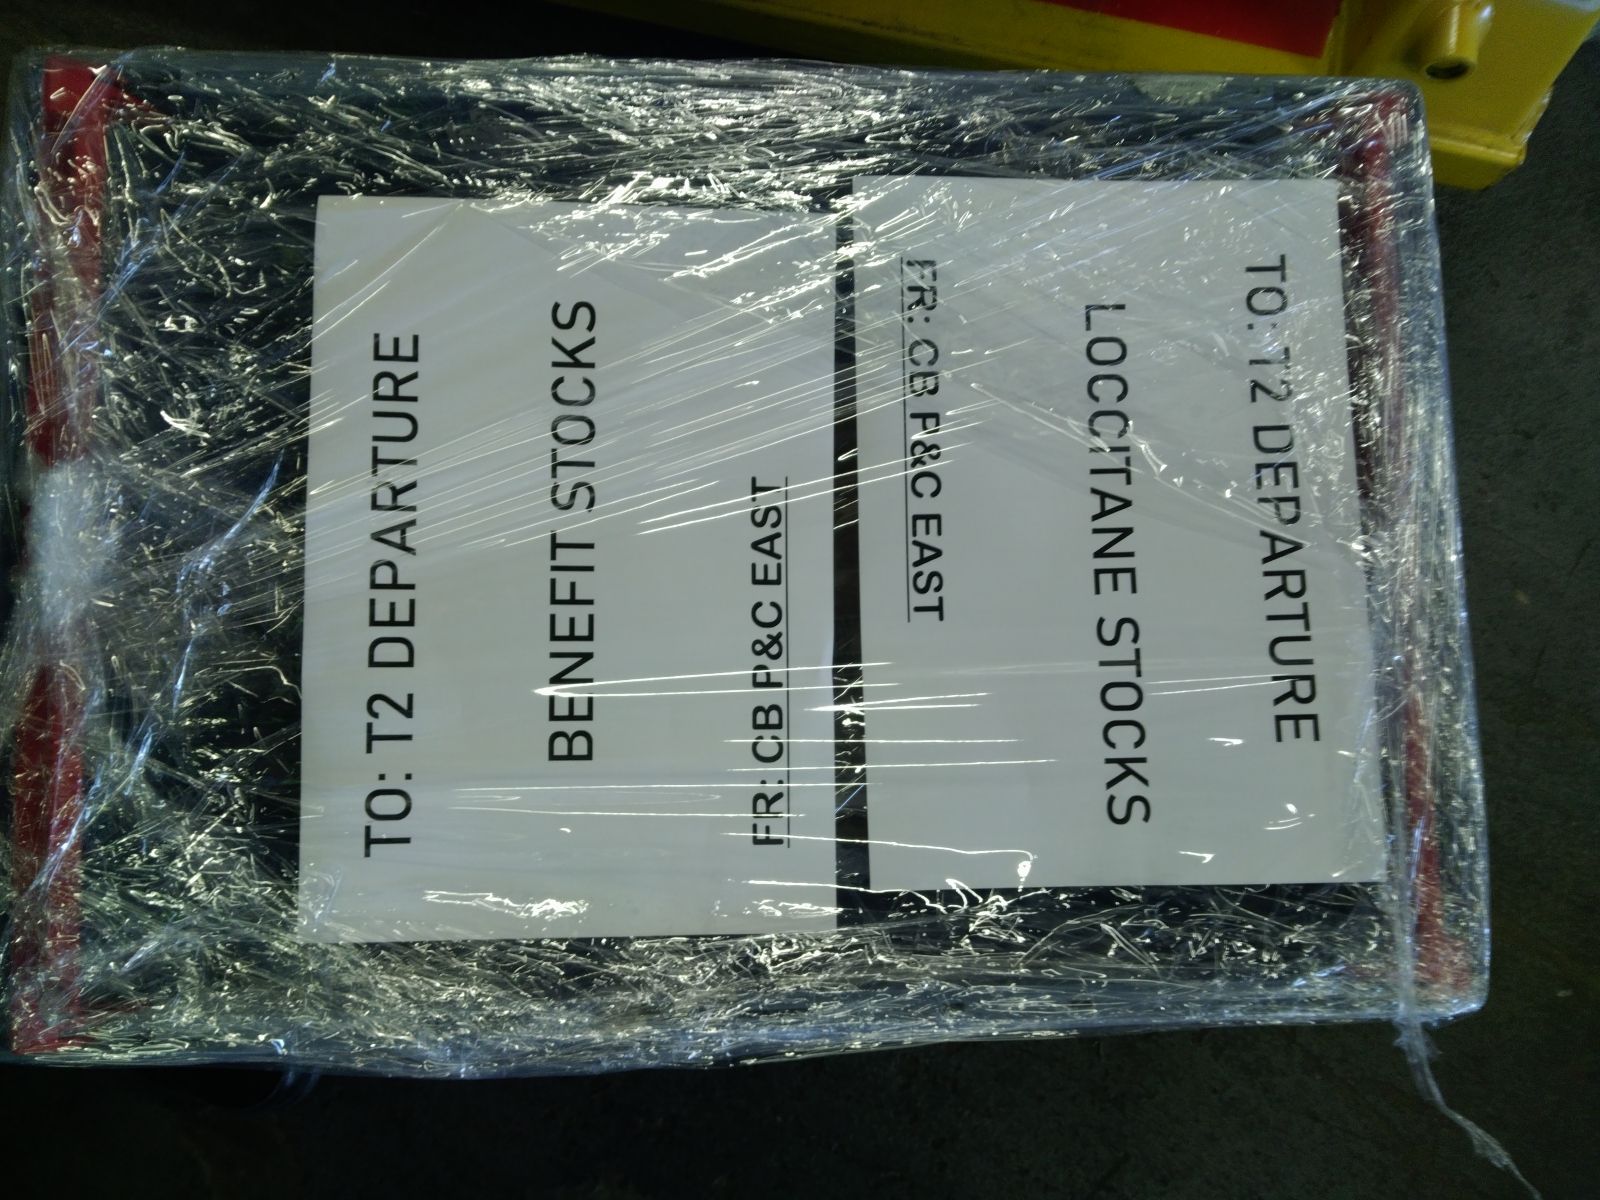 TO: T2 DEPARTURE
BENEFIT STOCKS
FR: CB P&C EAST
TO: T2 DEPARTURE
LOCCITANE STOCKS
FR: CB P&C EAST